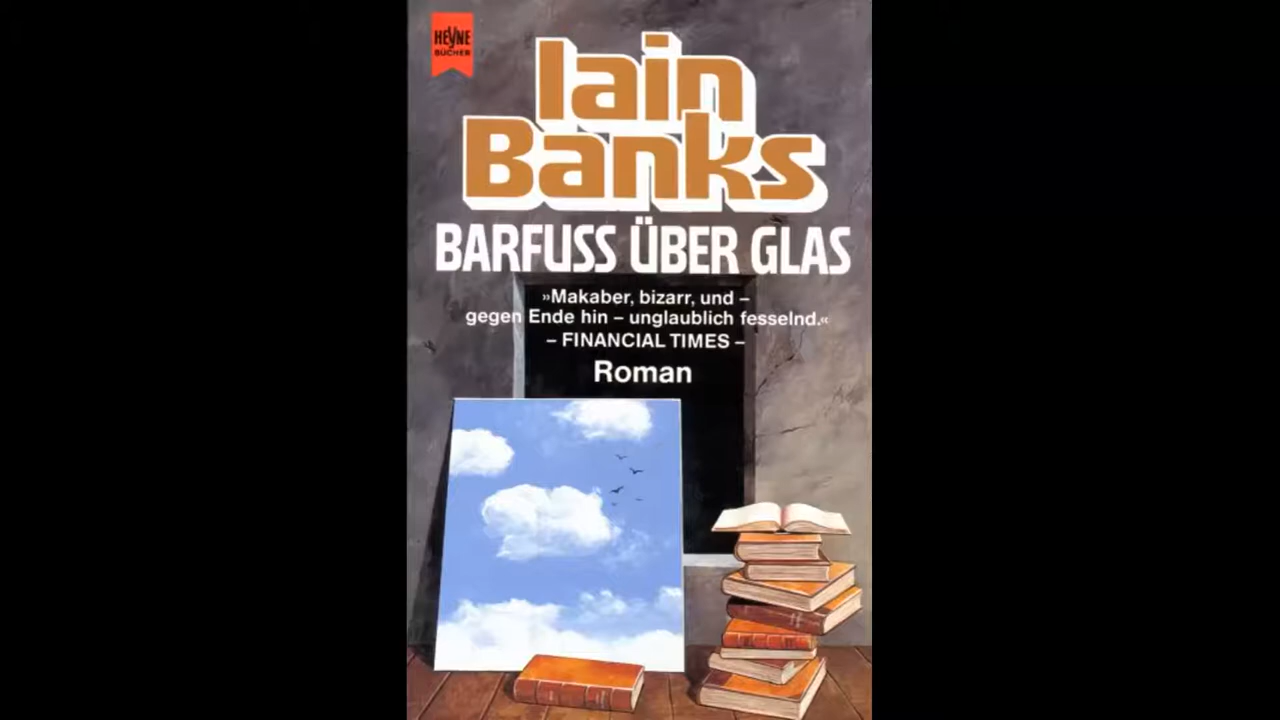 HEYNE
BÜCHER
Iain
Banks
BARFUSS ÜBER GLAS
»Makaber, bizarr, und –
gegen Ende hin – unglaublich fesselnd.«
– FINANCIAL TIMES –
Roman